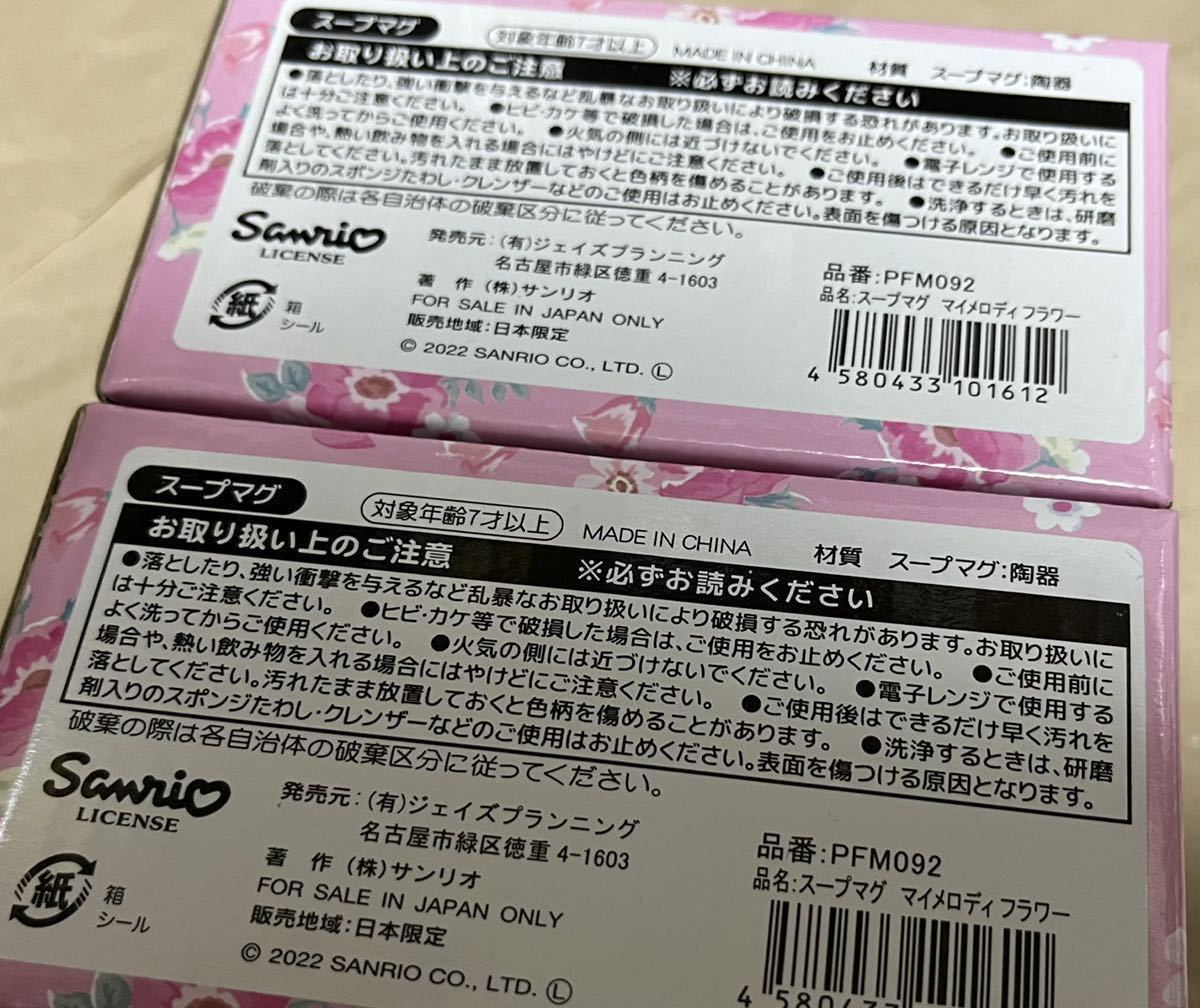 スープマグ
対象年齢7才以上 MADE IN CHINA 材質 スープマグ:陶器
お取り扱い上のご注意 ※必ずお読みください
●落としたり、強い衝撃を与えるなど乱暴なお取り扱いにより破損する恐れがあります。お取り扱いに
は十分ご注意ください。 ●ヒビ・カケ等で破損した場合は、ご使用をお止めください。 ●ご使用前に
よく洗ってからご使用ください。 ●火気の側には近づけないでください。 ●電子レンジで使用する
場合や、熱い飲み物を入れる場合にはやけどにご注意ください。 ●ご使用後はできるだけ早く汚れを
落としてください。汚れたまま放置しておくと色柄を傷めることがあります。 ●洗浄するときは、研磨
剤入りのスポンジたわし・クレンザーなどのご使用はお止めください。表面を傷つける原因となります。
破棄の際は各自治体の破棄区分に従ってください。
Sanrio
LICENSE
紙
箱
シール
発売元:(有)ジェイズプランニング
名古屋市緑区徳重 4-1603
著 作 (株)サンリオ
FOR SALE IN JAPAN ONLY
販売地域:日本限定
© 2022 SANRIO CO., LTD. Ⓛ
品番:PFM092
品名:スープマグ マイメロディ フラワー
4 580433 101612
スープマグ
対象年齢7才以上 MADE IN CHINA 材質 スープマグ:陶器
お取り扱い上のご注意 ※必ずお読みください
●落としたり、強い衝撃を与えるなど乱暴なお取り扱いにより破損する恐れがあります。お取り扱いに
は十分ご注意ください。 ●ヒビ・カケ等で破損した場合は、ご使用をお止めください。 ●ご使用前に
よく洗ってからご使用ください。 ●火気の側には近づけないでください。 ●電子レンジで使用する
場合や、熱い飲み物を入れる場合にはやけどにご注意ください。 ●ご使用後はできるだけ早く汚れを
落としてください。汚れたまま放置しておくと色柄を傷めることがあります。 ●洗浄するときは、研磨
剤入りのスポンジたわし・クレンザーなどのご使用はお止めください。表面を傷つける原因となります。
破棄の際は各自治体の破棄区分に従ってください。
Sanrio
LICENSE
紙
箱
シール
発売元:(有)ジェイズプランニング
名古屋市緑区徳重 4-1603
著 作 (株)サンリオ
FOR SALE IN JAPAN ONLY
販売地域:日本限定
© 2022 SANRIO CO., LTD. Ⓛ
品番:PFM092
品名:スープマグ マイメロディ フラワー